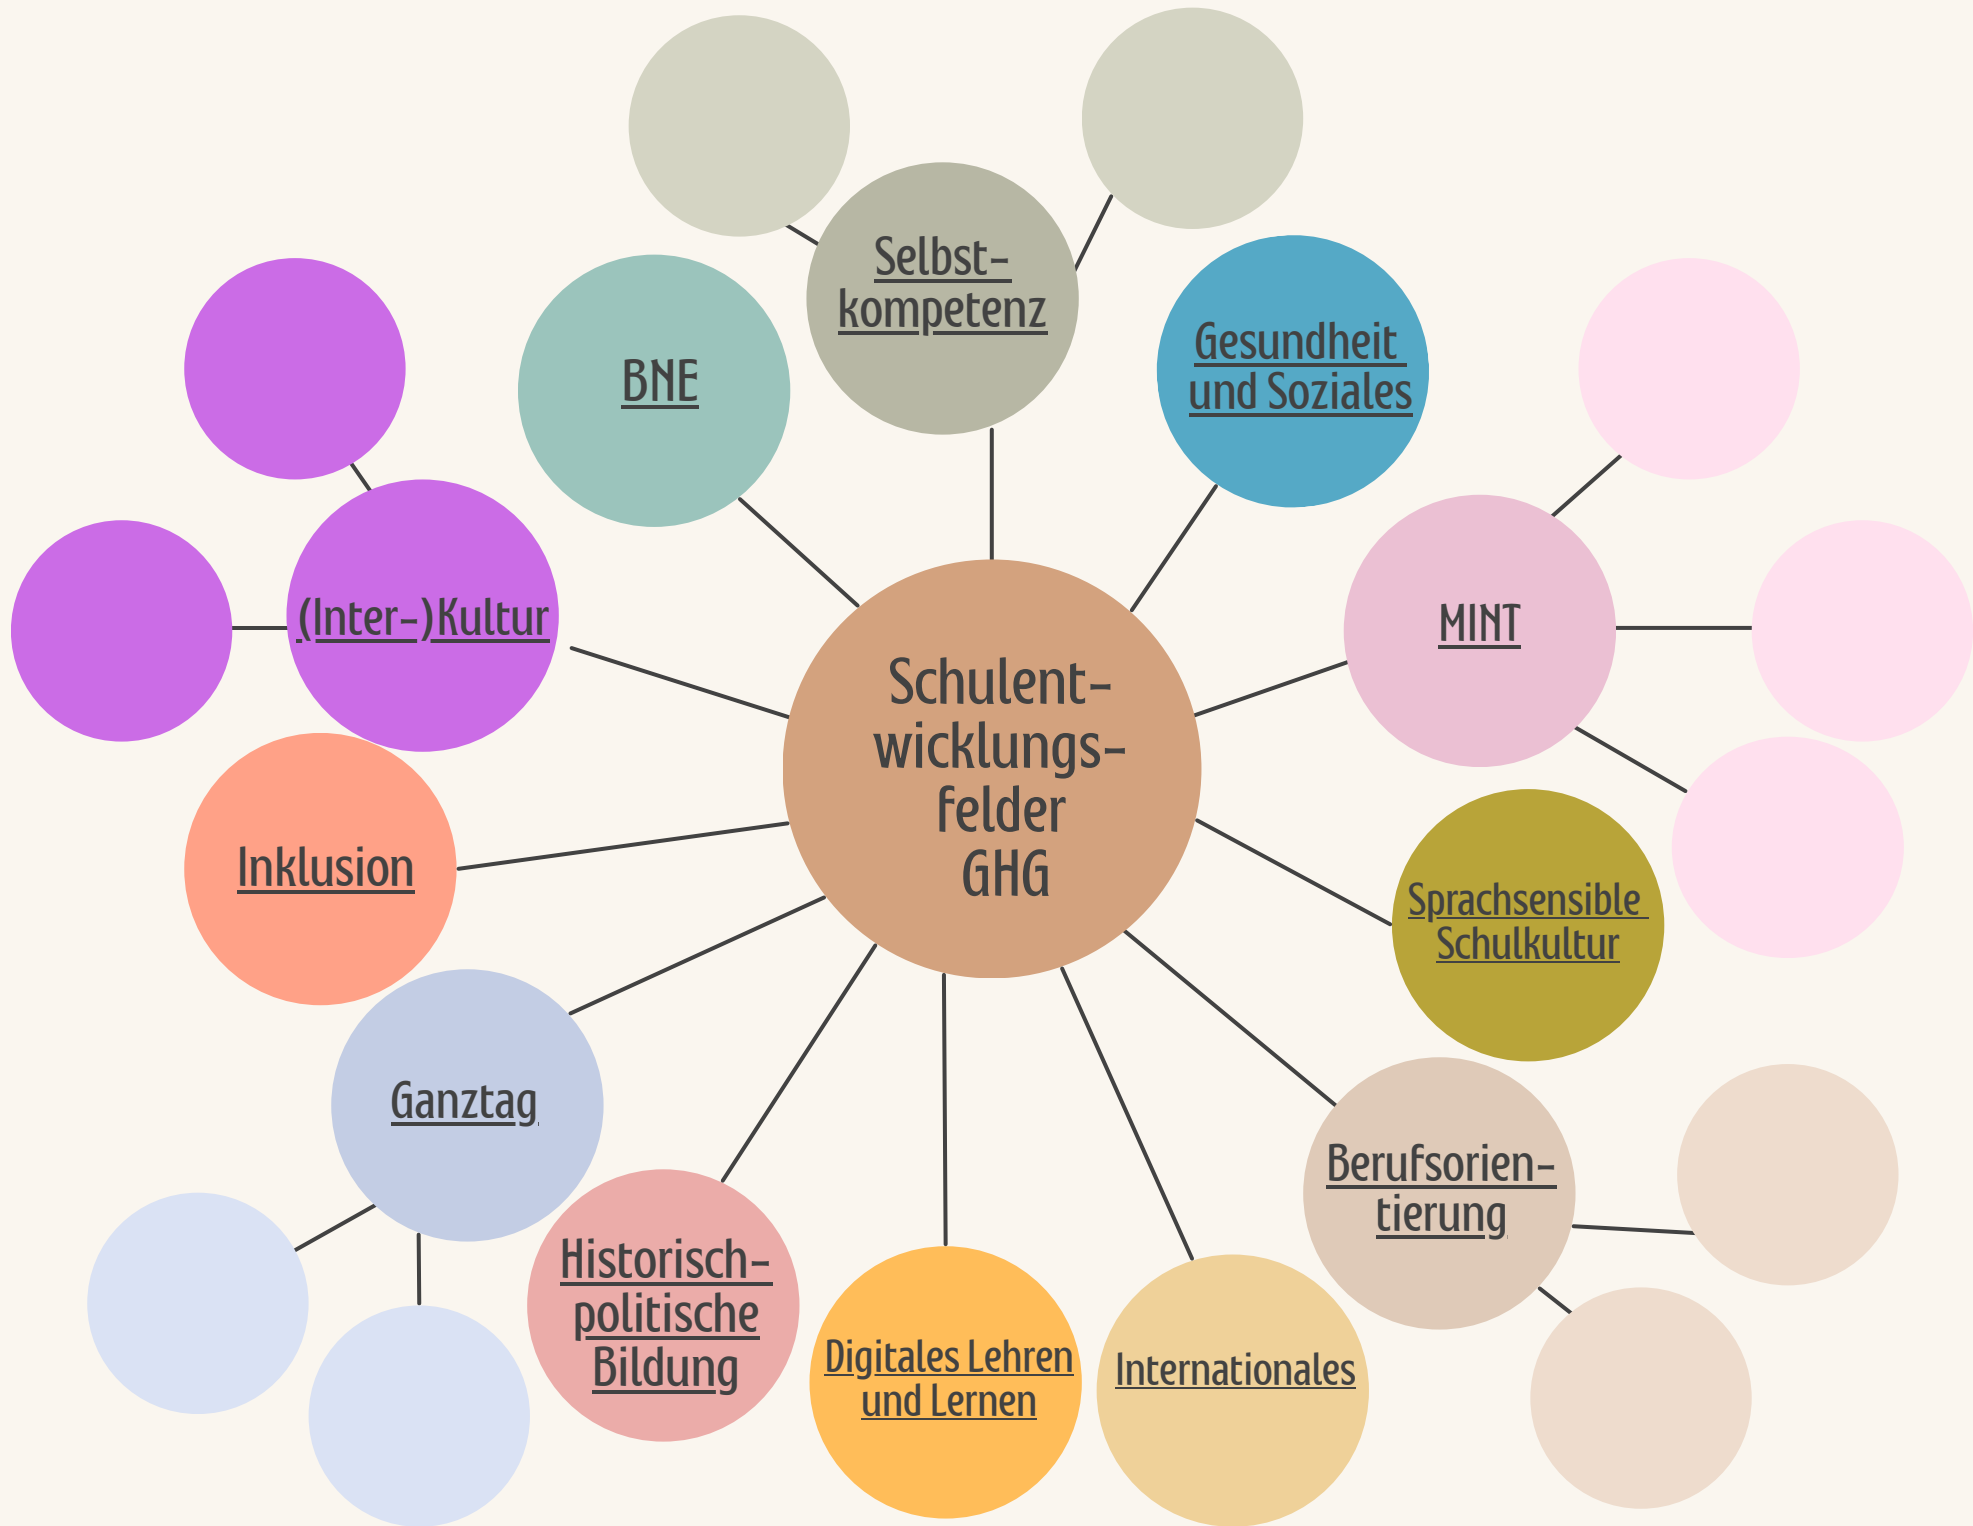 Selbst-
kompetenz
Gesundheit
und Soziales
BNE
(Inter-)Kultur
MINT
Schulent-
wicklungs-
felder
GHG
Inklusion
Sprachsensible
Schulkultur
Ganztag
Berufsorien-
tierung
Historisch-
politische
Bildung
Digitales Lehren
und Lernen
Internationales